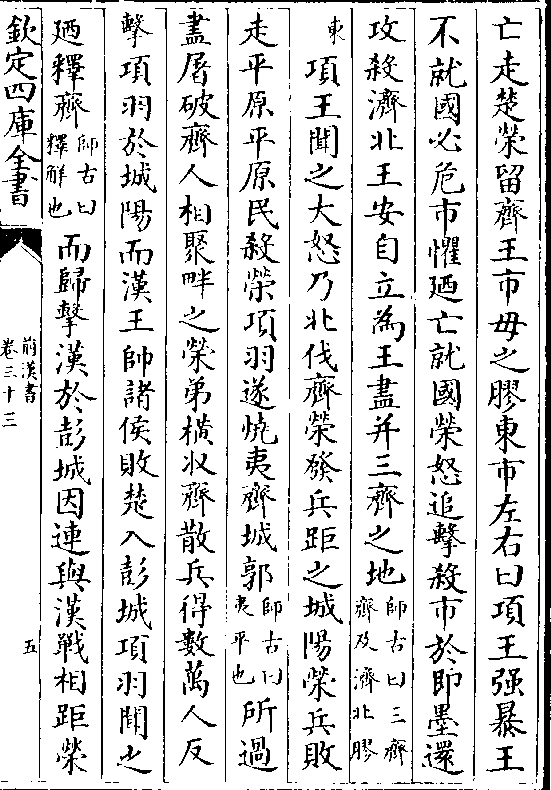 亡走楚榮留齊王市毋之膠東市左右曰項王强暴王
不就國必危市懼廼亡就國榮怒追擊殺市於即墨還
攻殺濟北王安自立為王盡并三齊之地師古曰三齊齊及濟北膠
東項王聞之大怒乃北伐齊榮發兵距之城陽榮兵敗
走平原平原民殺榮項羽遂燒夷齊城郭師古曰夷平也所過
盡屠破齊人相聚畔之榮弟橫收齊散兵得數萬人反
擊項羽於城陽而漢王帥諸侯敗楚入彭城項羽聞之
廼釋齊師古曰釋解也而歸擊漢於彭城因連與漢戰相距榮
欽定四庫全書
前漢書
卷三十三
五